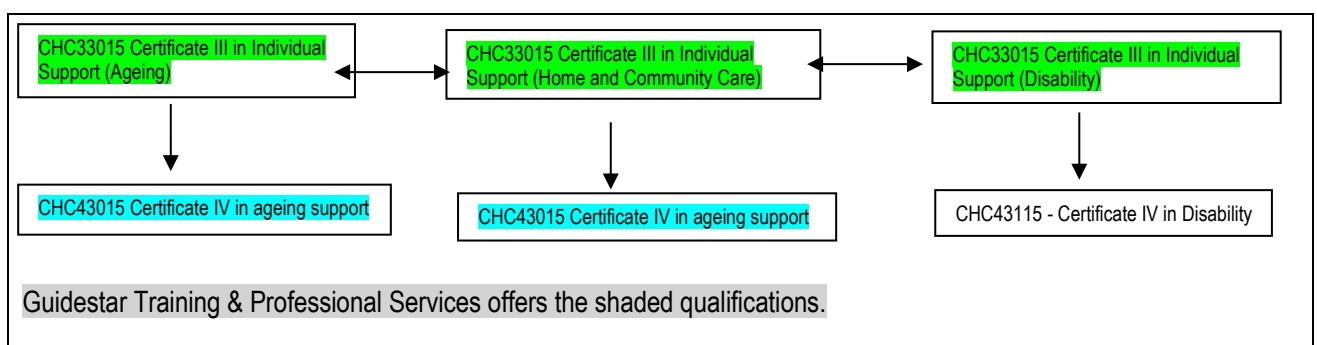 CHC33015 Certificate III in Individual
Support (Ageing)
CHC33015 Certificate III in Individual
Support (Home and Community Care)
CHC33015 Certificate III in Individual
Support (Disability)
CHC43015 Certificate IV in ageing support
CHC43015 Certificate IV in ageing support
CHC43115 - Certificate IV in Disability
Guidestar Training & Professional Services offers the shaded qualifications.